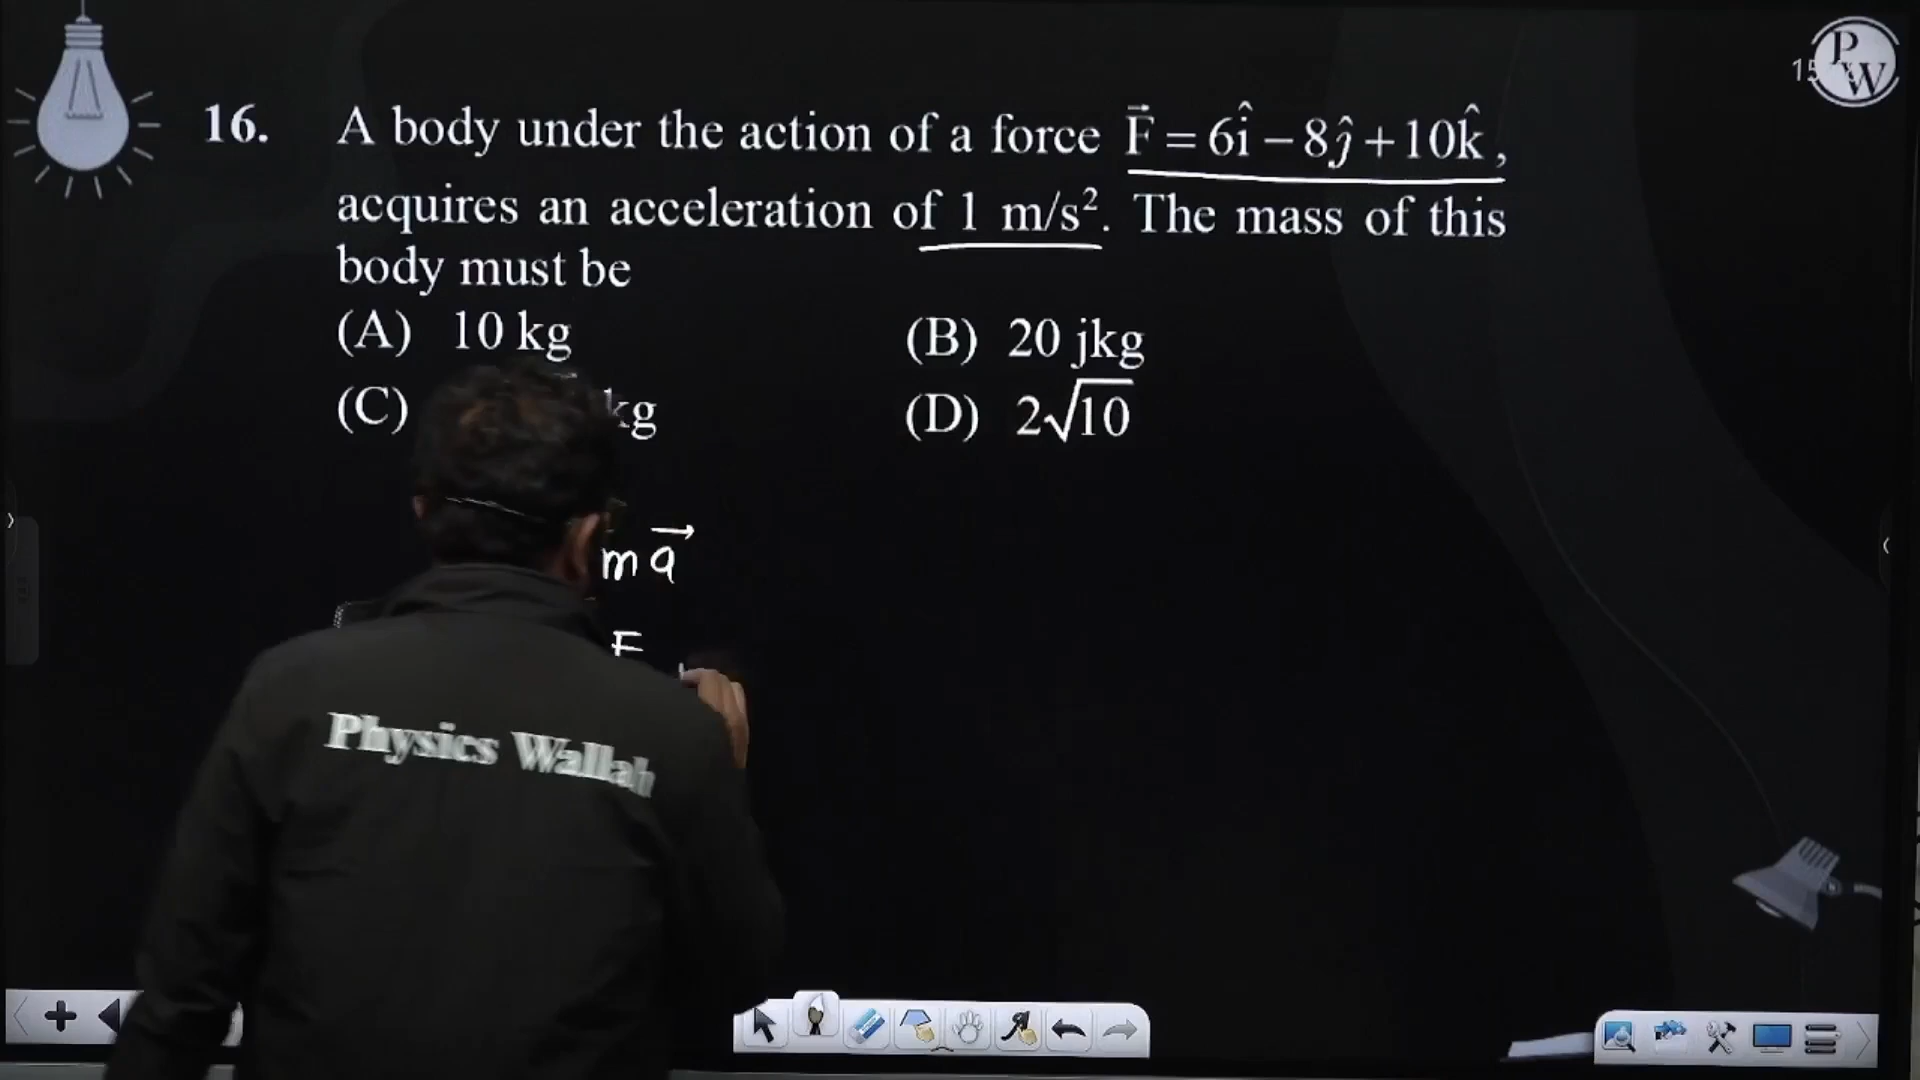 P
W
16. A body under the action of a force F⃗ = 6î − 8ĵ + 10k̂,
acquires an acceleration of 1 m/s². The mass of this
body must be
(A) 10 kg (B) 20 jkg
(C) kg (D) 2√10
m a⃗
F
Physics Wallah